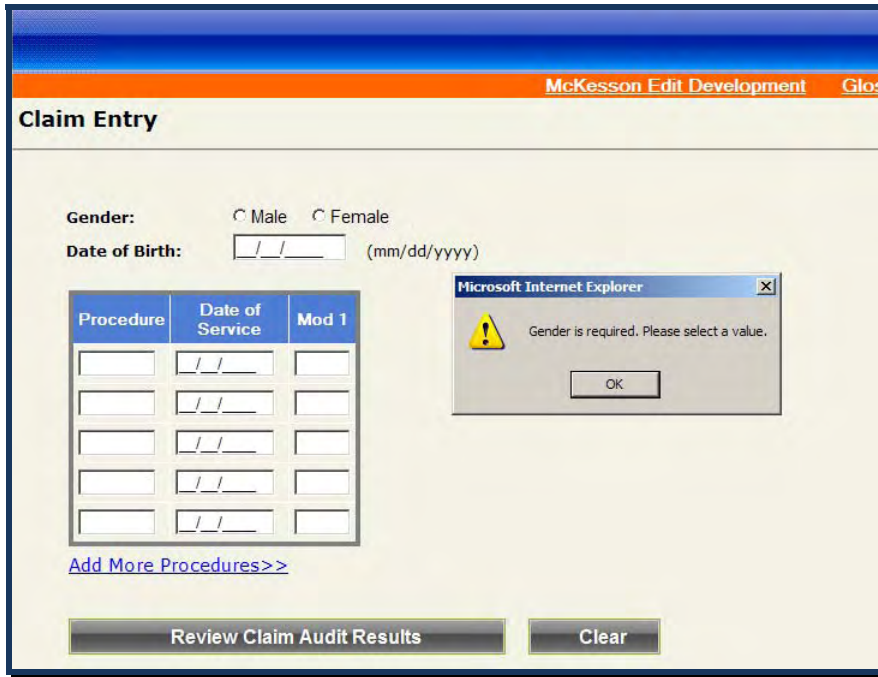 McKesson Edit Development
Claim Entry
Gender: Male Female
Date of Birth: __/__/____ (mm/dd/yyyy)
Microsoft Internet Explorer
Gender is required. Please select a value.
OK
Procedure Date of Service Mod 1
__/__/____
__/__/____
__/__/____
__/__/____
__/__/____
Add More Procedures>>
Review Claim Audit Results Clear